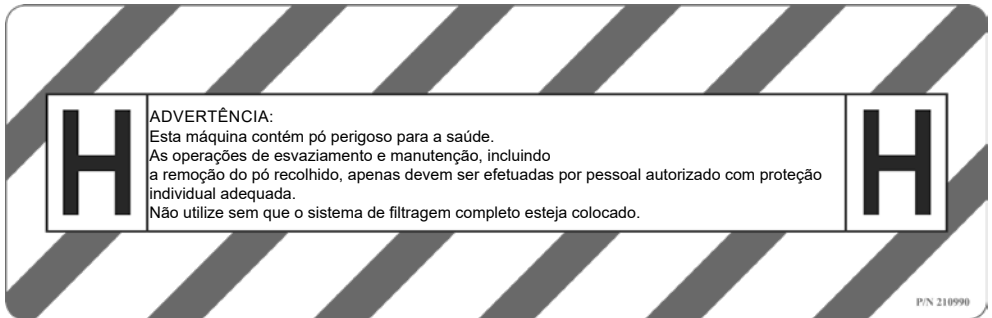 H
ADVERTÊNCIA:
Esta máquina contém pó perigoso para a saúde.
As operações de esvaziamento e manutenção, incluindo
a remoção do pó recolhido, apenas devem ser efetuadas por pessoal autorizado com proteção
individual adequada.
Não utilize sem que o sistema de filtragem completo esteja colocado.
H
P/N 210990